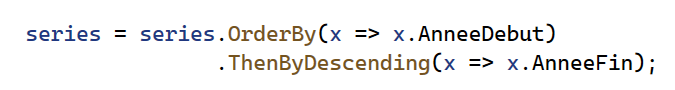 series = series.OrderBy(x => x.AnneeDebut)
.ThenByDescending(x => x.AnneeFin);